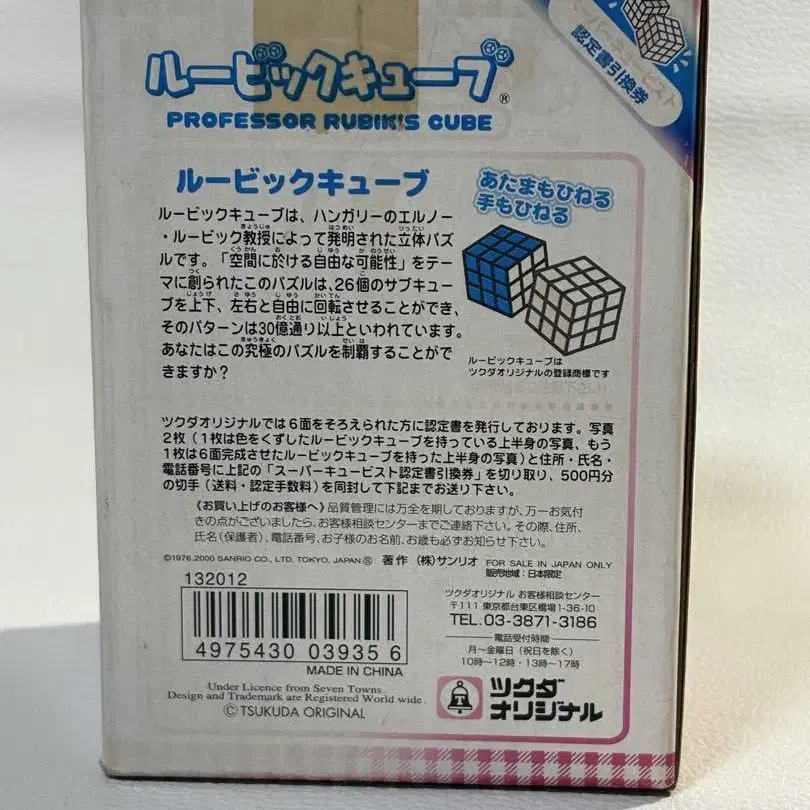 スーパーキュービスト
認定書引換券
ルービックキューブ®
PROFESSOR RUBIK'S CUBE
ルービックキューブ
あたまもひねる
手もひねる
ルービックキューブは、ハンガリーのエルノー
・ルービック教授によって発明された立体パズ
ルです。「空間に於ける自由な可能性」をテー
マに創られたこのパズルは、26個のサブキュー
ブを上下、左右と自由に回転させることができ、
そのパターンは30億通り以上といわれています。
あなたはこの究極のパズルを制覇することがで
きますか?
ルービックキューブは
ツクダオリジナルの登録商標です
ツクダオリジナルでは6面をそろえられた方に認定書を発行しております。写真
2枚(1枚は色をくずしたルービックキューブを持っている上半身の写真、もう
1枚は6面完成させたルービックキューブを持った上半身の写真)と住所・氏名・
電話番号に上記の「スーパーキュービスト認定書引換券」を切り取り、500円分
の切手(送料・認定手数料)を同封して下記までお送り下さい。
《お買い上げのお客様へ》品質管理には万全を期しておりますが、万一お気付
きの点がございましたら、お客様相談センターまでご連絡下さい。その際、住所、
氏名(保護者)、電話番号、お子様のお名前、お歳も必ずお知らせ下さい。
©1976,2000 SANRIO CO., LTD. TOKYO, JAPAN Ⓢ 著作 (株)サンリオ
FOR SALE IN JAPAN ONLY
販売地域:日本限定
132012
4975430 03935 6
MADE IN CHINA
ツクダオリジナル お客様相談センター
〒111 東京都台東区橋場1-36-10
TEL.03-3871-3186
電話受付時間
月~金曜日(祝日を除く)
10時~12時・13時~17時
Under Licence from Seven Towns.
Design and Trademark are Registered World wide.
© TSUKUDA ORIGINAL
ツクダ
オリジナル